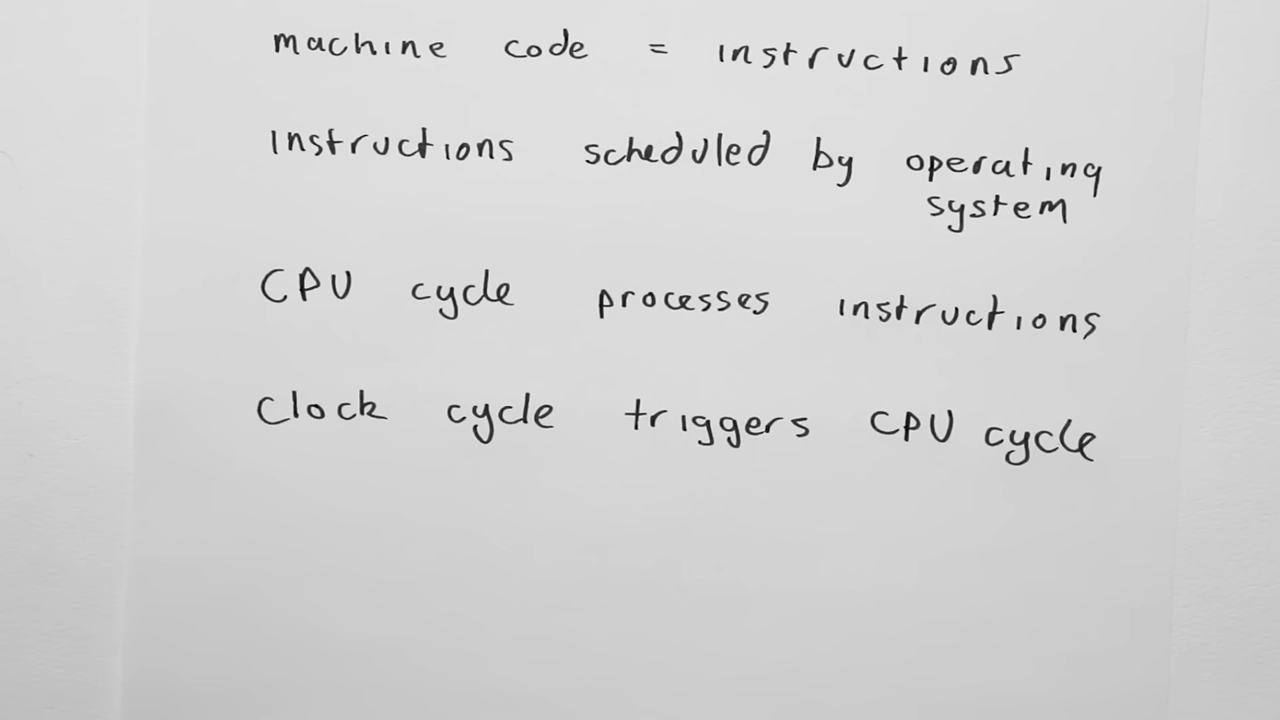 machine code = instructions
instructions scheduled by operating
system
CPU cycle processes instructions
Clock cycle triggers CPU cycle